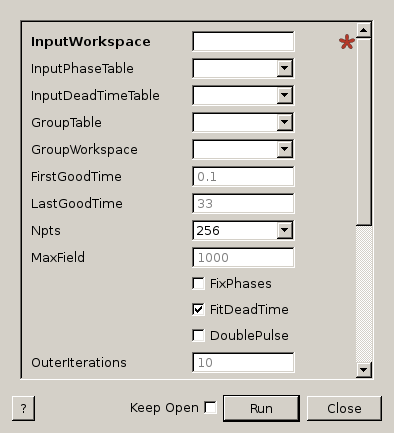 InputWorkspace *
InputPhaseTable
InputDeadTimeTable
GroupTable
GroupWorkspace
FirstGoodTime 0.1
LastGoodTime 33
Npts 256
MaxField 1000
FixPhases
FitDeadTime
DoublePulse
OuterIterations 10
? Keep Open Run Close